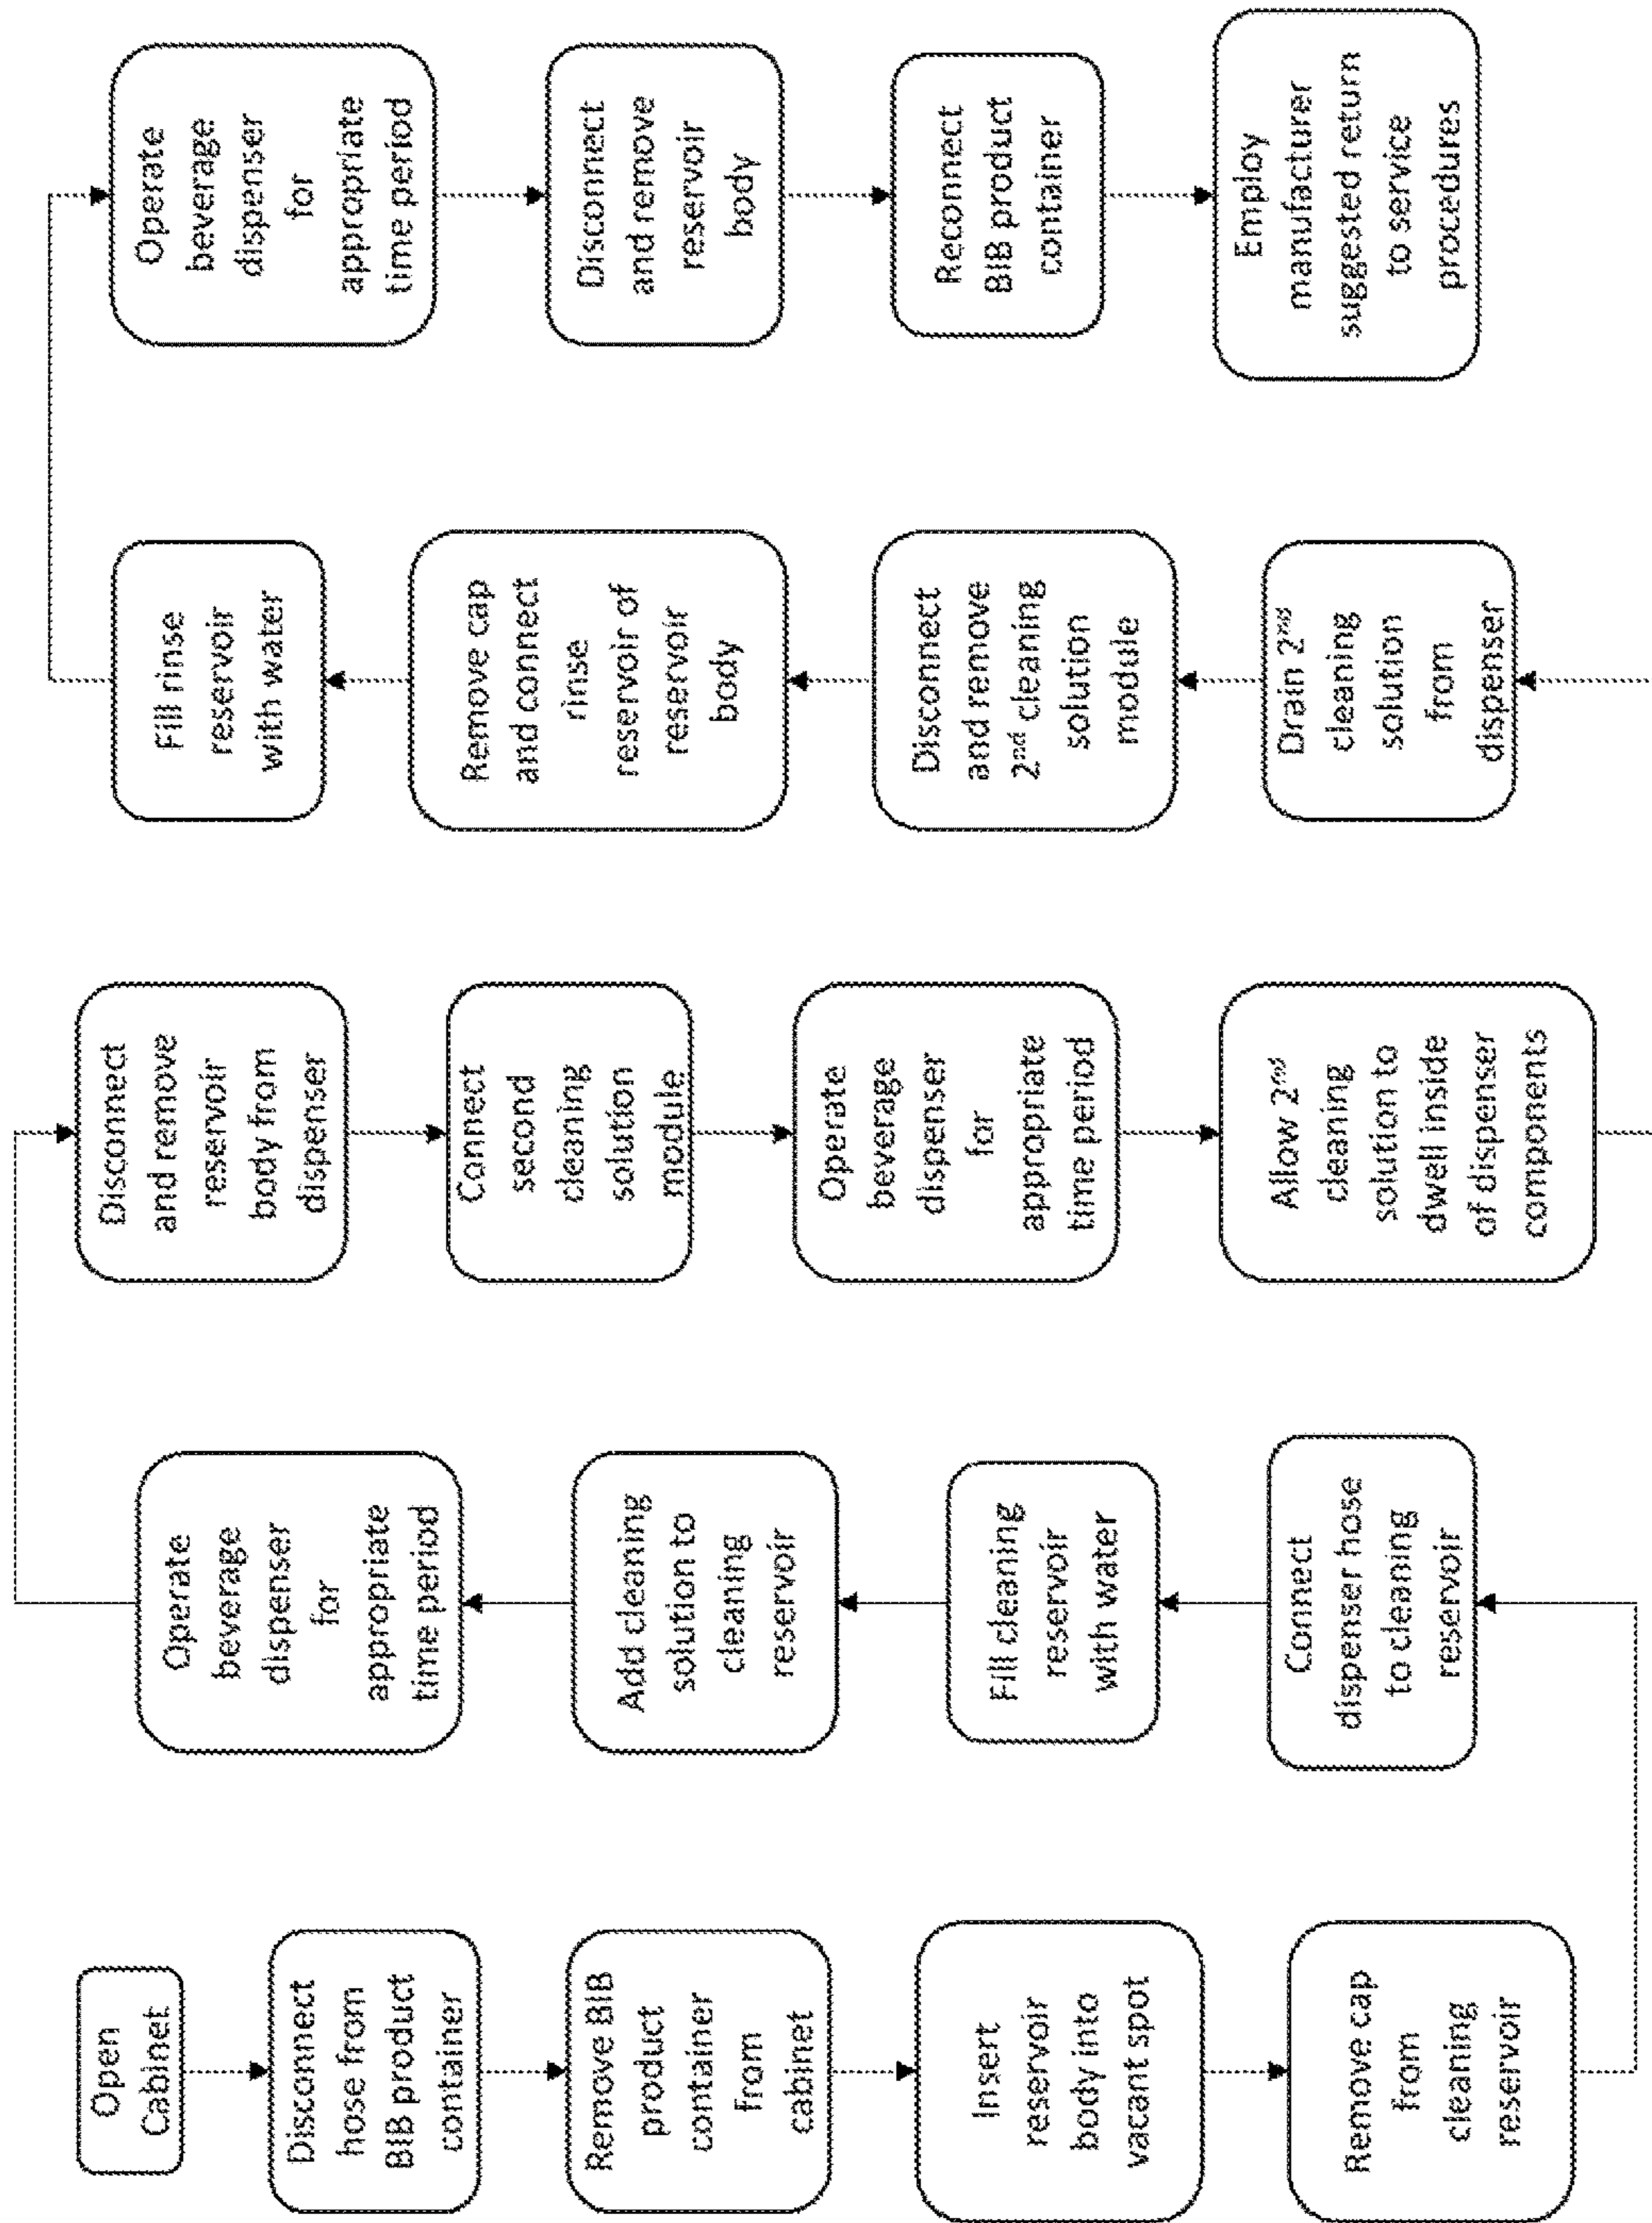 Open
Cabinet
Disconnect
hose from
BIB product
container
Remove BIB
product
container
from
cabinet
Insert
reservoir
body into
vacant spot
Remove cap
from
cleaning
reservoir
Connect
dispenser hose
to cleaning
reservoir
Fill cleaning
reservoir
with water
Add cleaning
solution to
cleaning
reservoir
Operate
beverage
dispenser
for
appropriate
time period
Disconnect
and remove
reservoir
body from
dispenser
Connect
second
cleaning
solution
module
Operate
beverage
dispenser
for
appropriate
time period
Allow 2nd
cleaning
solution to
dwell inside
of dispenser
components
Drain 2nd
cleaning
solution
from
dispenser
Disconnect
and remove
2nd cleaning
solution
module
Remove cap
and connect
rinse
reservoir of
reservoir
body
Fill rinse
reservoir
with water
Operate
beverage
dispenser
for
appropriate
time period
Disconnect
and remove
reservoir
body
Reconnect
BIB product
container
Employ
manufacturer
suggested return
to service
procedures